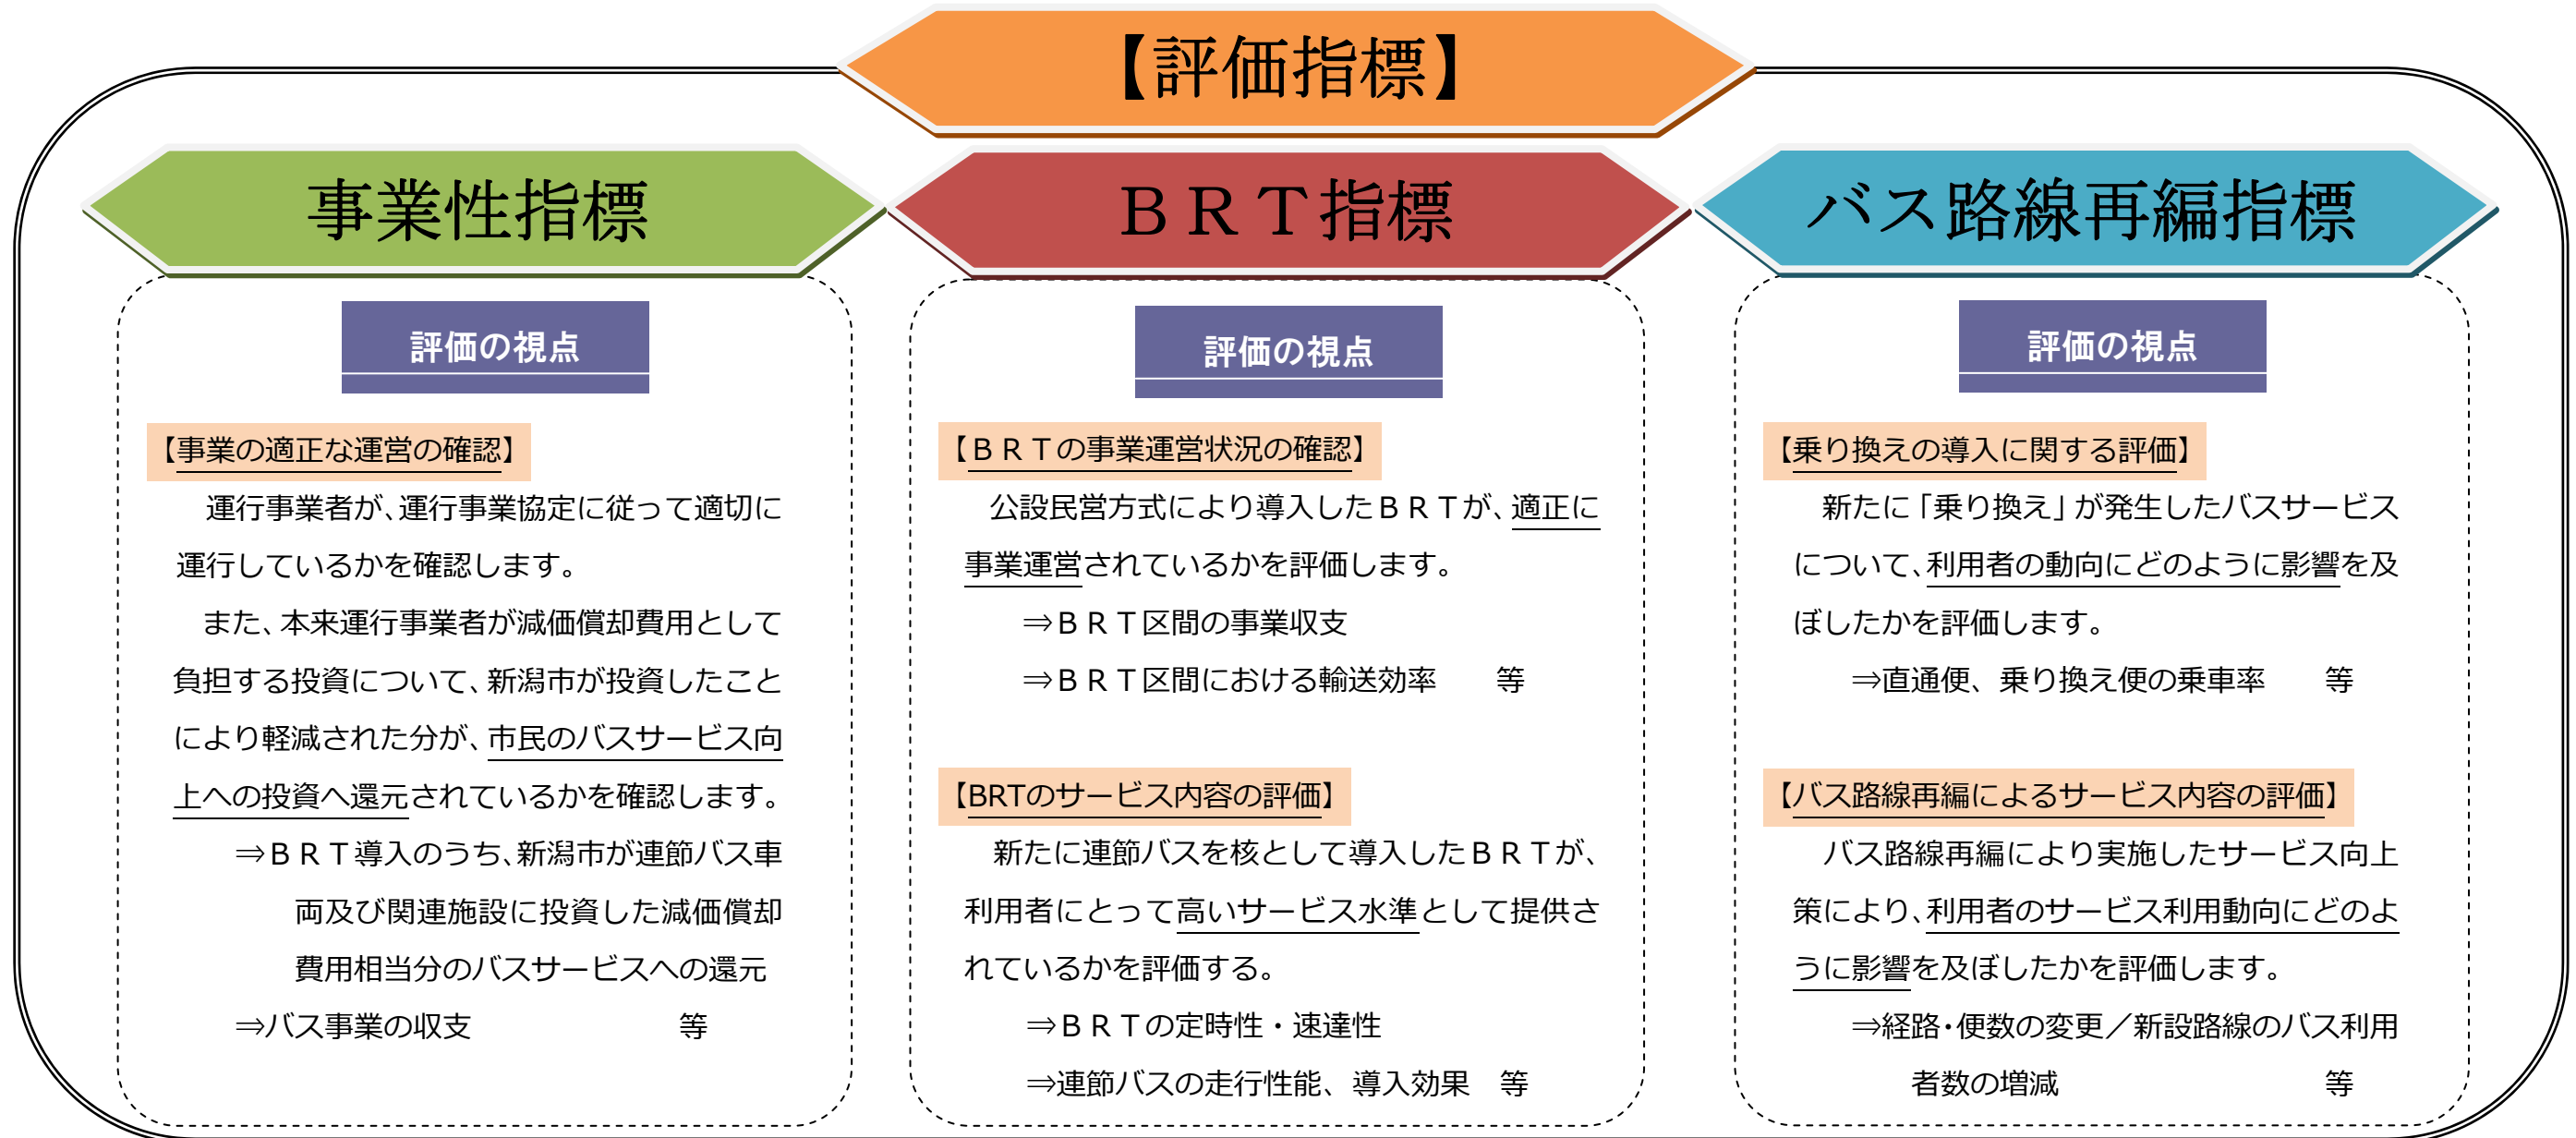 【評価指標】
事業性指標
評価の視点
【事業の適正な運営の確認】
運行事業者が、運行事業協定に従って適切に
運行しているかを確認します。
また、本来運行事業者が減価償却費用として
負担する投資について、新潟市が投資したこと
により軽減された分が、市民のバスサービス向
上への投資へ還元されているかを確認します。
⇒ＢＲＴ導入のうち、新潟市が連節バス車
両及び関連施設に投資した減価償却
費用相当分のバスサービスへの還元
⇒バス事業の収支　　　　　　　等
ＢＲＴ指標
評価の視点
【ＢＲＴの事業運営状況の確認】
公設民営方式により導入したＢＲＴが、適正に
事業運営されているかを評価します。
⇒ＢＲＴ区間の事業収支
⇒ＢＲＴ区間における輸送効率　　等
【BRTのサービス内容の評価】
新たに連節バスを核として導入したＢＲＴが、
利用者にとって高いサービス水準として提供さ
れているかを評価する。
⇒ＢＲＴの定時性・速達性
⇒連節バスの走行性能、導入効果　等
バス路線再編指標
評価の視点
【乗り換えの導入に関する評価】
新たに「乗り換え」が発生したバスサービス
について、利用者の動向にどのように影響を及
ぼしたかを評価します。
⇒直通便、乗り換え便の乗車率　　等
【バス路線再編によるサービス内容の評価】
バス路線再編により実施したサービス向上
策により、利用者のサービス利用動向にどのよ
うに影響を及ぼしたかを評価します。
⇒経路・便数の変更／新設路線のバス利用
者数の増減　　　　　　　　　等